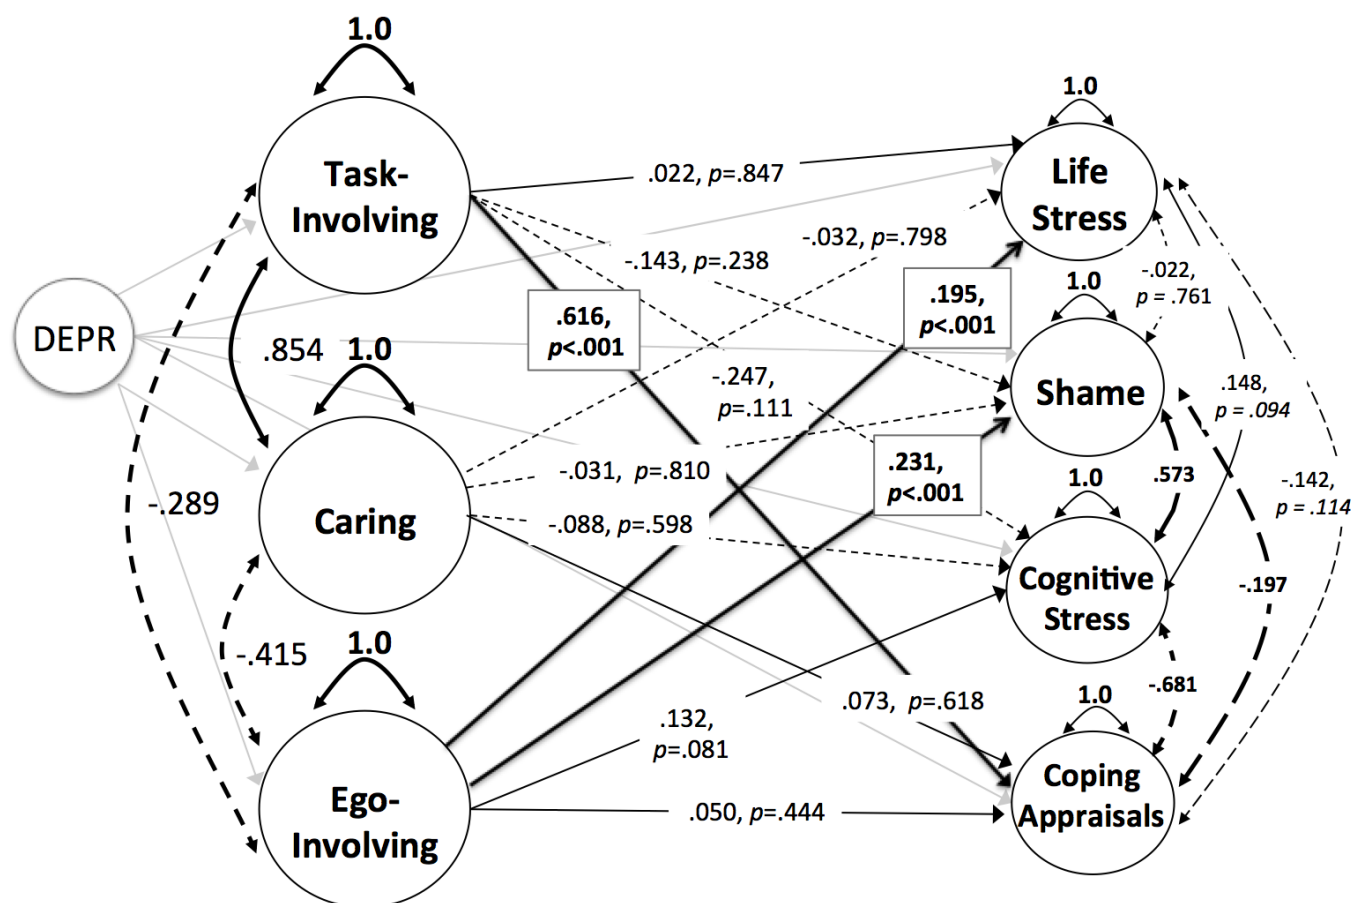 1.0
Task-
Involving
DEPR
.854
1.0
-.289
Caring
-.415
1.0
Ego-
Involving
.022, p=.847
-.032, p=.798
-.143, p=.238
.616,
p<.001
.195,
p<.001
-.247,
p=.111
-.031, p=.810
.231,
p<.001
-.088, p=.598
.073, p=.618
.132,
p=.081
.050, p=.444
1.0
Life
Stress
-.022,
p = .761
1.0
Shame
.148,
p = .094
.573
-.142,
p = .114
1.0
Cognitive
Stress
-.197
-.681
1.0
Coping
Appraisals